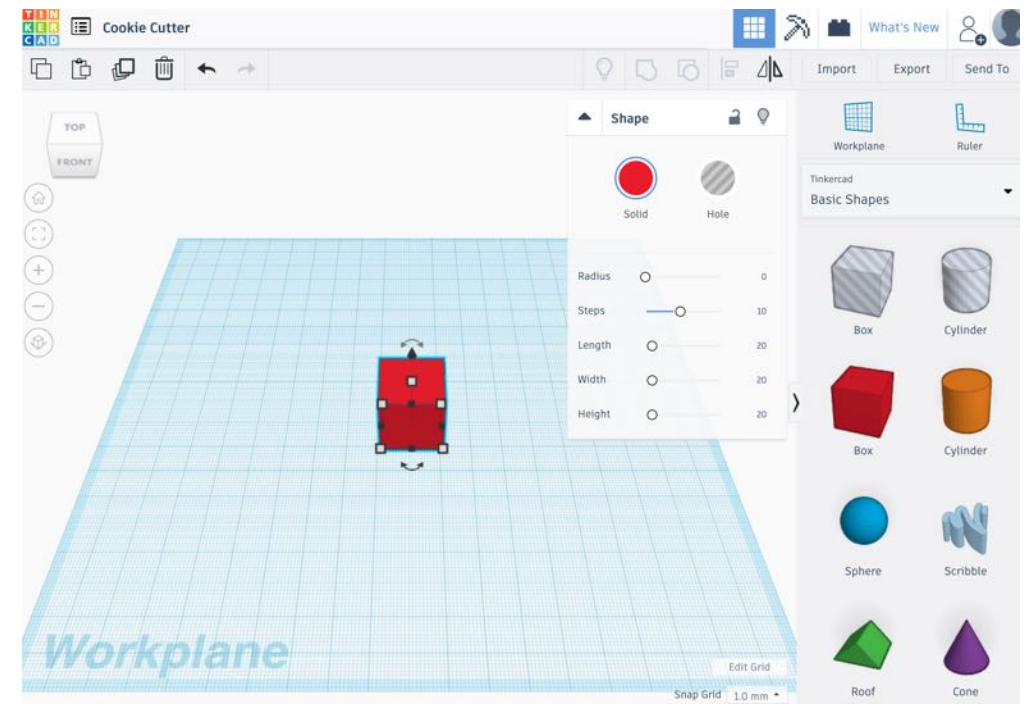 TIN
KER
CAD
Cookie Cutter
What's New
Import Export Send To
TOP
FRONT
Shape
Solid Hole
Radius 0
Steps 10
Length 20
Width 20
Height 20
Workplane Ruler
Tinkercad
Basic Shapes
Box Cylinder
Box Cylinder
Sphere Scribble
Roof Cone
Workplane
Edit Grid
Snap Grid 1.0 mm